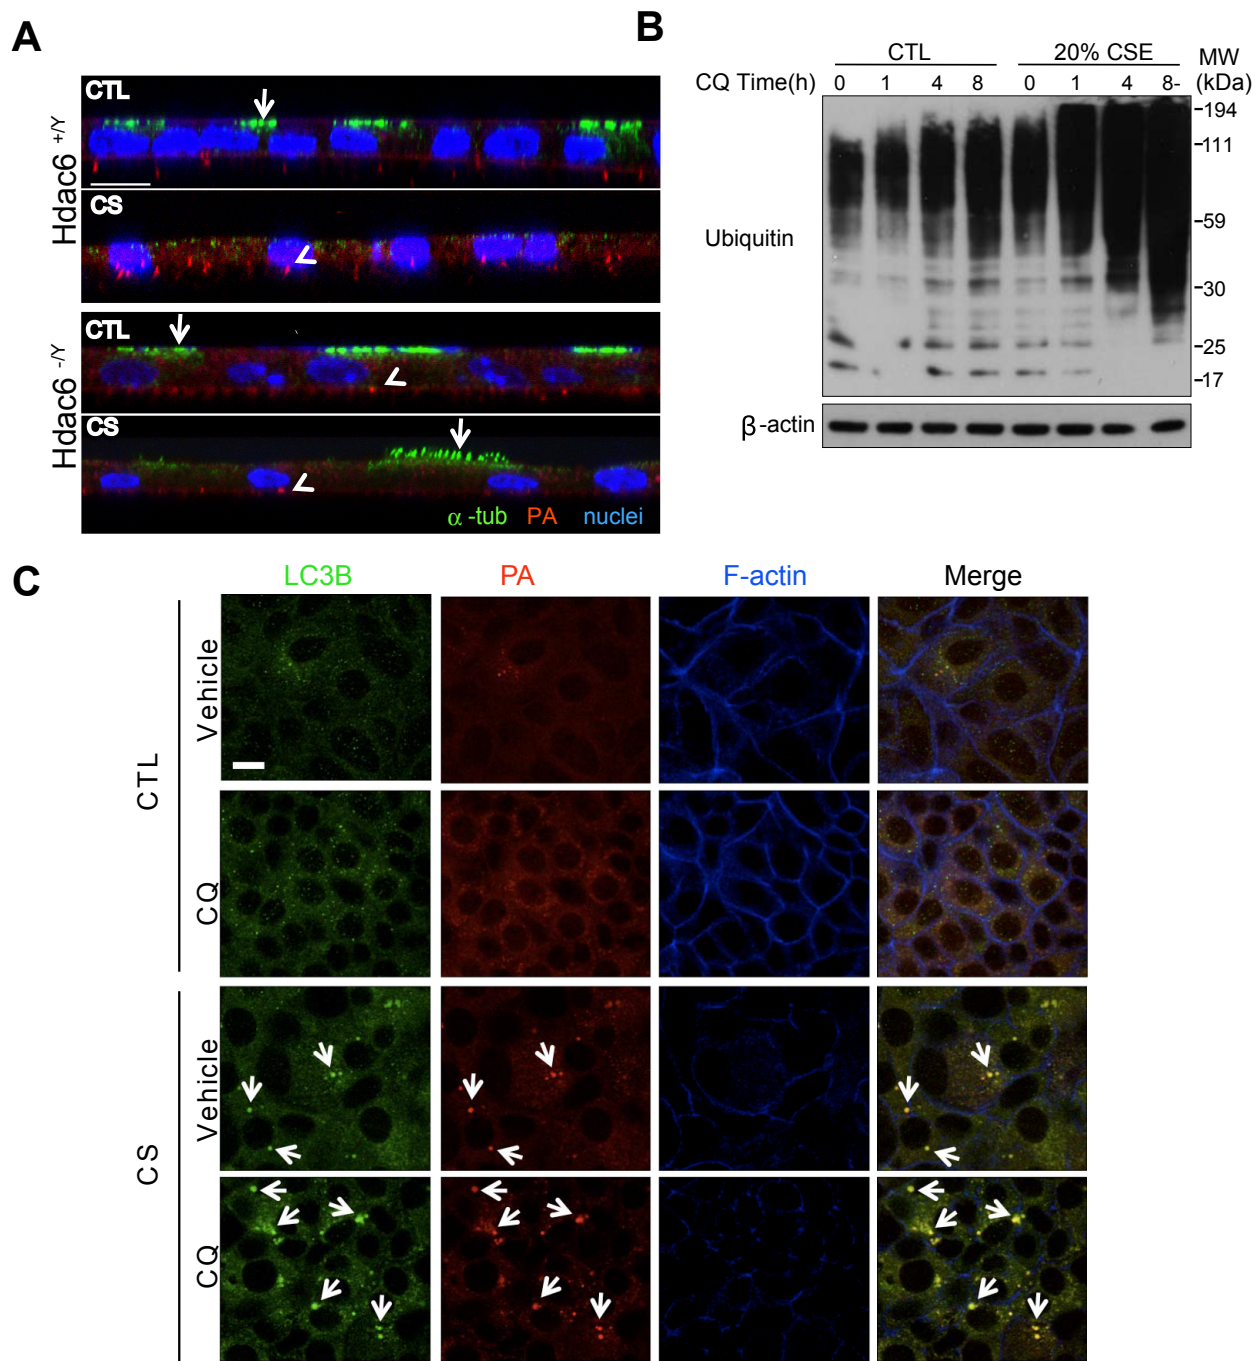 A
Hdac6 +/Y
CTL
CS
Hdac6 -/Y
CTL
CS
α -tub PA nuclei
B
CTL 20% CSE MW
CQ Time(h) 0 1 4 8 0 1 4 8- (kDa)
-194
-111
-59
Ubiquitin
-30
-25
-17
β -actin
C
LC3B PA F-actin Merge
CTL
Vehicle
CQ
CS
Vehicle
CQ